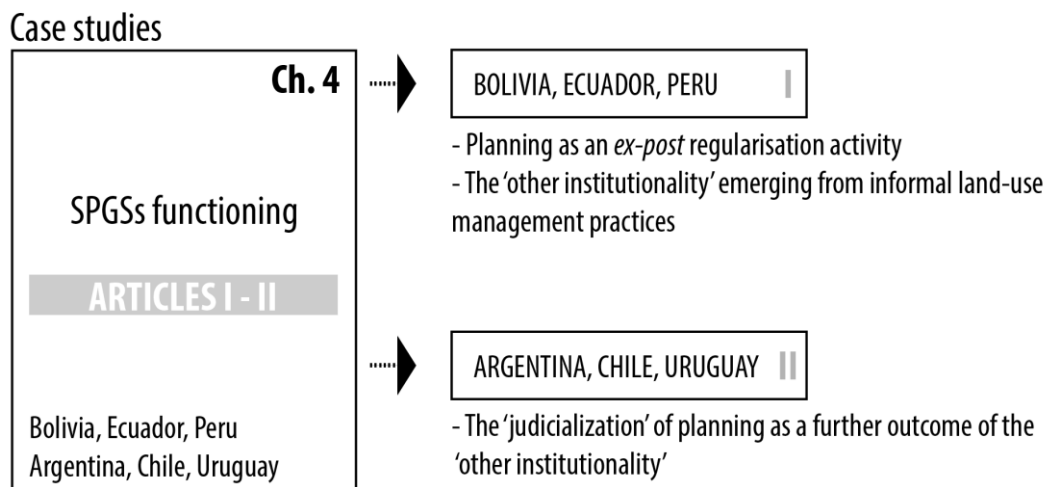 Case studies
Ch. 4
SPGSs functioning
ARTICLES I - II
Bolivia, Ecuador, Peru
Argentina, Chile, Uruguay
BOLIVIA, ECUADOR, PERU I
- Planning as an ex-post regularisation activity
- The ‘other institutionality’ emerging from informal land-use
management practices
ARGENTINA, CHILE, URUGUAY II
- The ‘judicialization’ of planning as a further outcome of the
‘other institutionality’